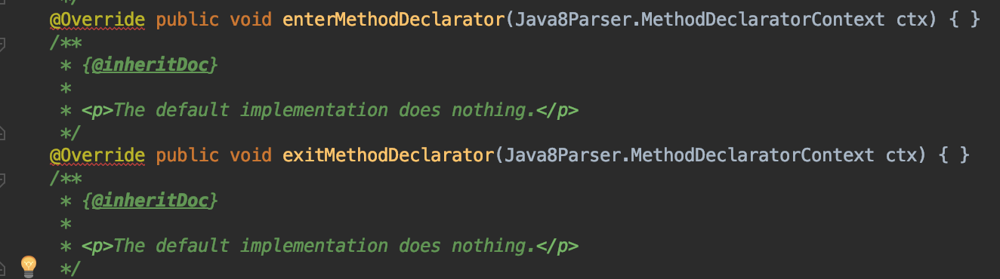 */
@Override public void enterMethodDeclarator(Java8Parser.MethodDeclaratorContext ctx) { }
/**
 * {@inheritDoc}
 *
 * <p>The default implementation does nothing.</p>
 */
@Override public void exitMethodDeclarator(Java8Parser.MethodDeclaratorContext ctx) { }
/**
 * {@inheritDoc}
 *
 * <p>The default implementation does nothing.</p>
 */